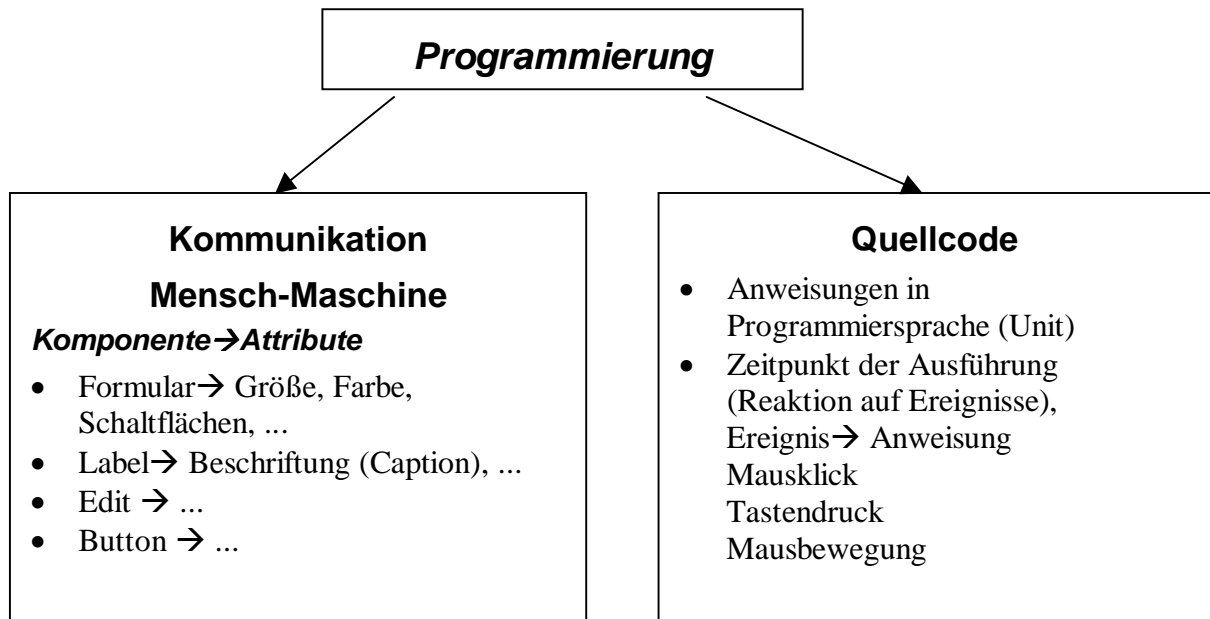 Programmierung
Kommunikation
Mensch-Maschine
Komponente→Attribute
• Formular→ Größe, Farbe,
Schaltflächen, ...
• Label→ Beschriftung (Caption), ...
• Edit → ...
• Button → ...
Quellcode
• Anweisungen in
Programmiersprache (Unit)
• Zeitpunkt der Ausführung
(Reaktion auf Ereignisse),
Ereignis→ Anweisung
Mausklick
Tastendruck
Mausbewegung